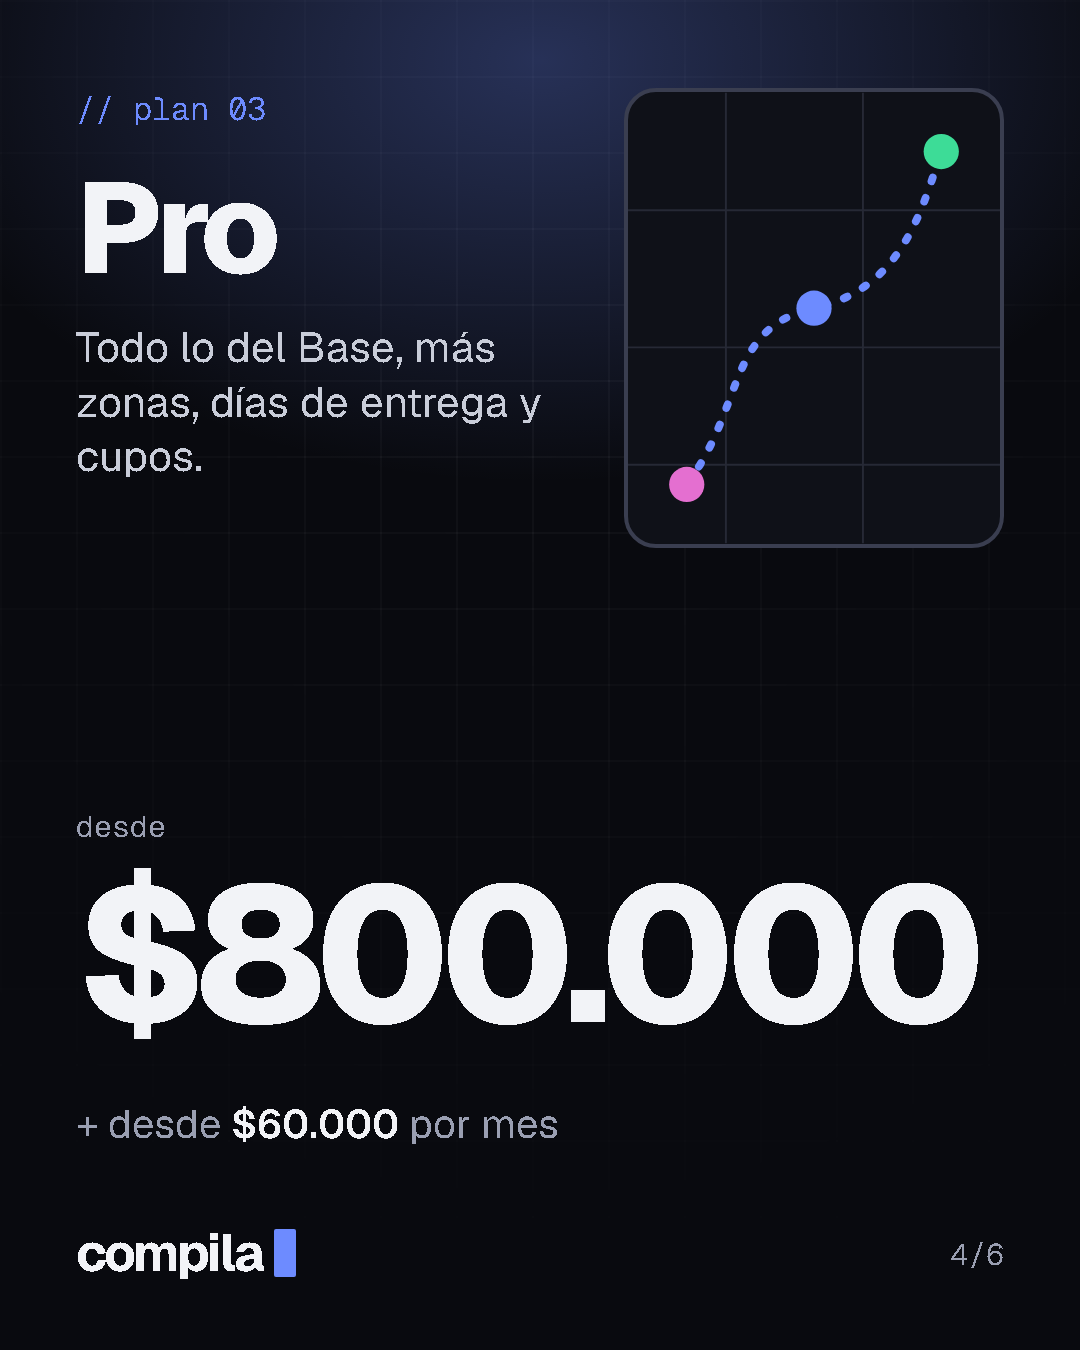 // plan 03
Pro
Todo lo del Base, más
zonas, días de entrega y
cupos.
desde
$800.000
+ desde $60.000 por mes
compila
4/6